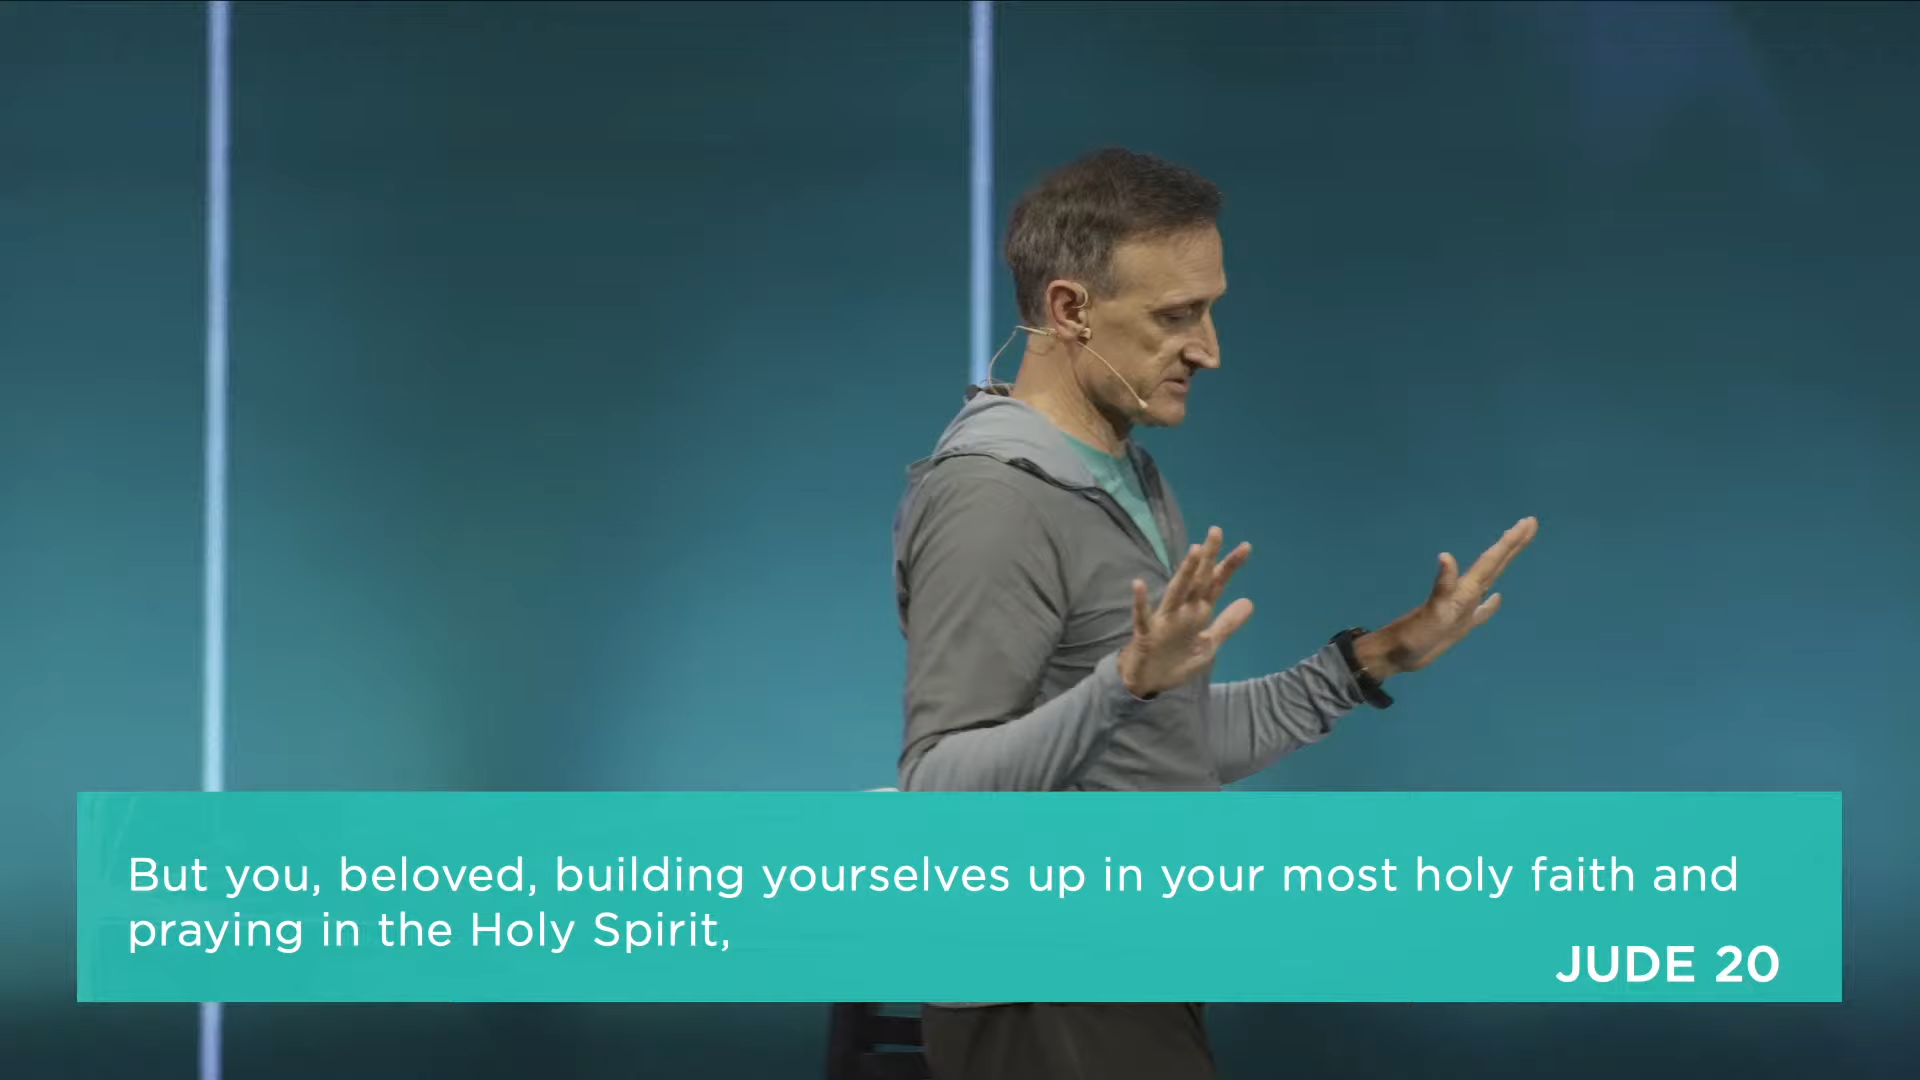 But you, beloved, building yourselves up in your most holy faith and
praying in the Holy Spirit,
JUDE 20